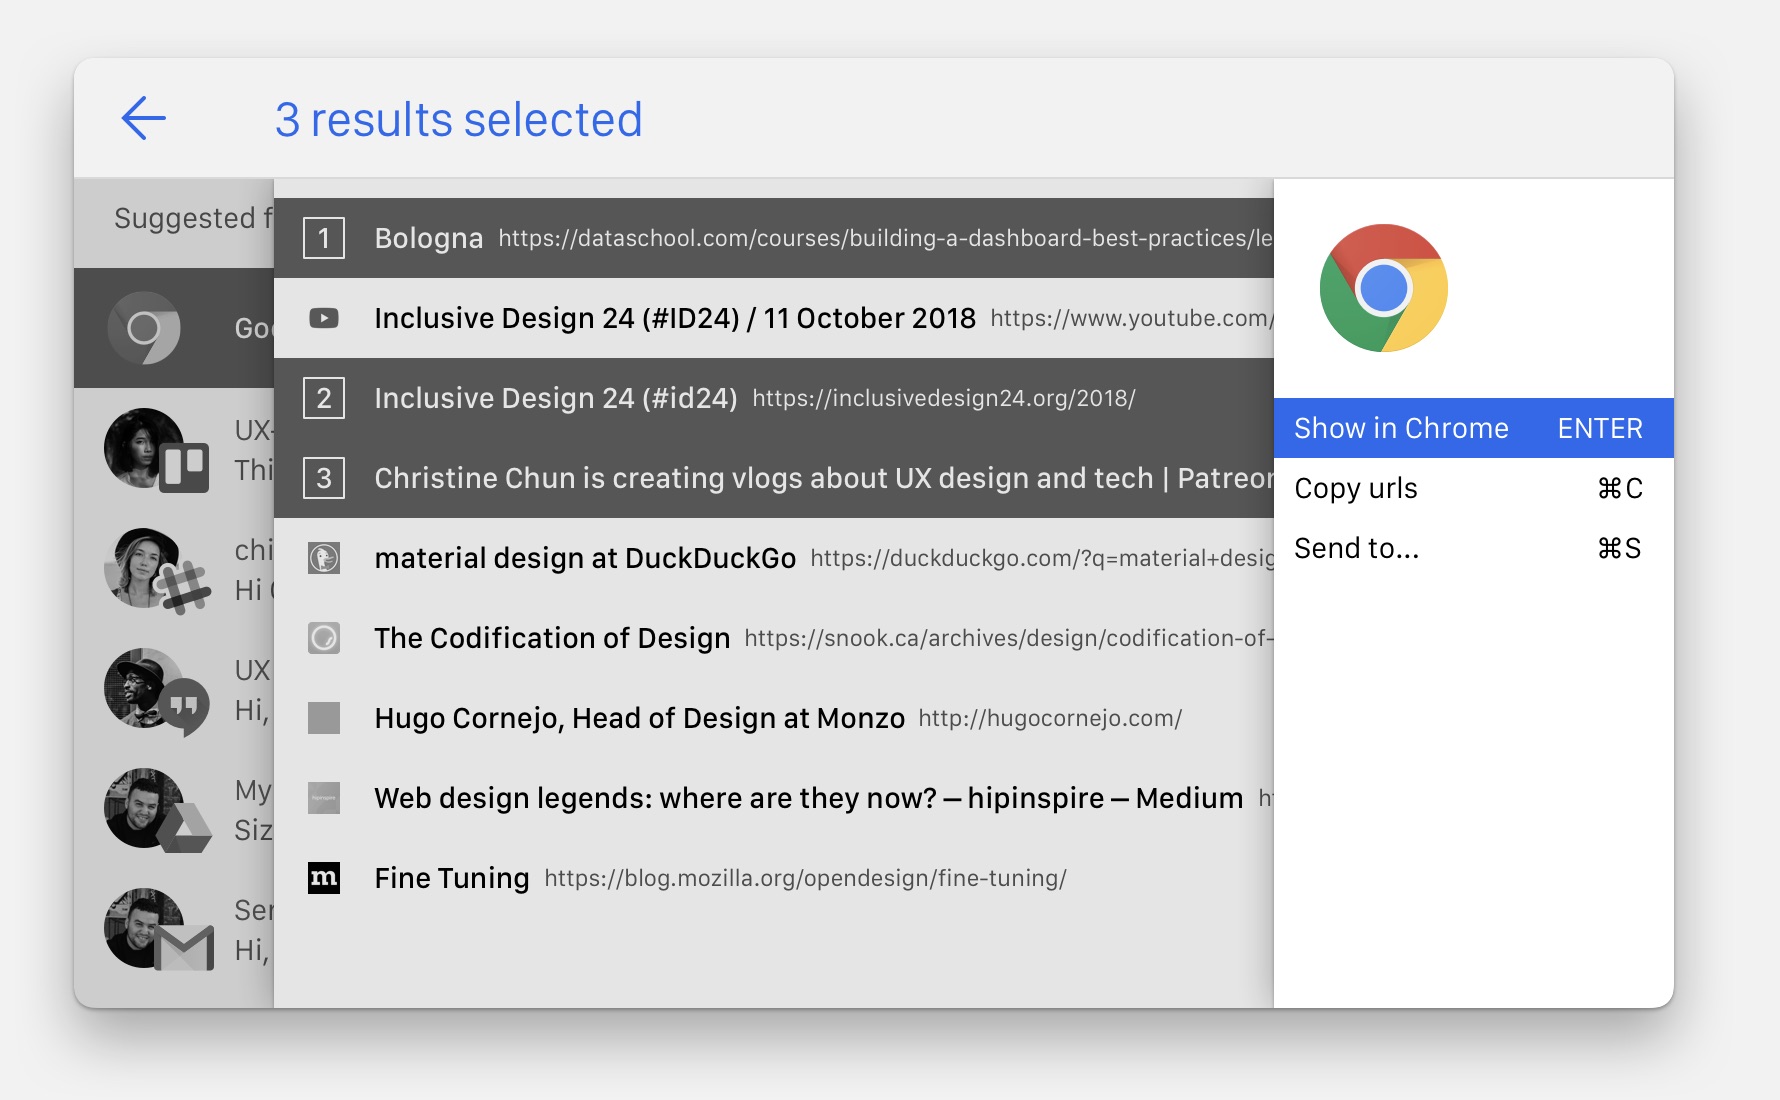 3 results selected
Suggested f
Goo
UX-
Thi
chi
Hi
UX
Hi,
My
Siz
Ser
Hi,
1 Bologna https://dataschool.com/courses/building-a-dashboard-best-practices/le
Inclusive Design 24 (#ID24) / 11 October 2018 https://www.youtube.com/
2 Inclusive Design 24 (#id24) https://inclusivedesign24.org/2018/
3 Christine Chun is creating vlogs about UX design and tech | Patreon
material design at DuckDuckGo https://duckduckgo.com/?q=material+desig
The Codification of Design https://snook.ca/archives/design/codification-of-
Hugo Cornejo, Head of Design at Monzo http://hugocornejo.com/
Web design legends: where are they now? – hipinspire – Medium h
m Fine Tuning https://blog.mozilla.org/opendesign/fine-tuning/
Show in Chrome ENTER
Copy urls ⌘C
Send to... ⌘S